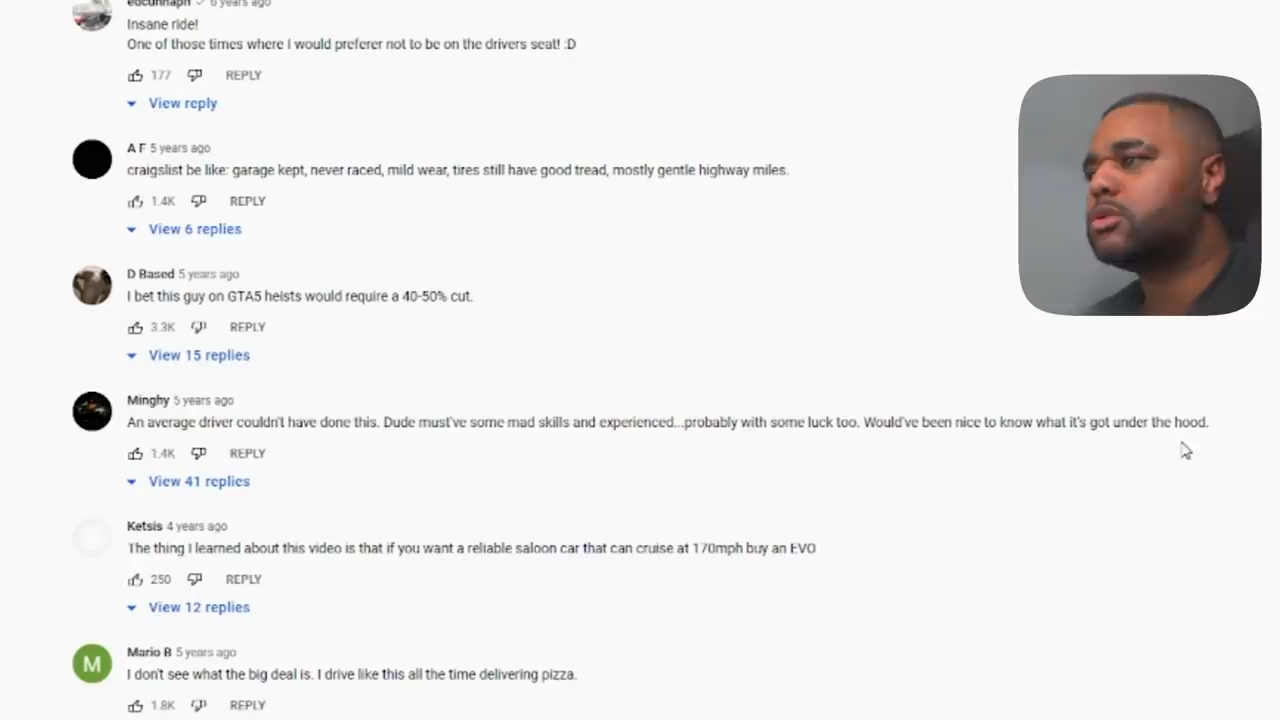 6 years ago
Insane ride!
One of those times where I would preferer not to be on the drivers seat! :D
177 REPLY
View reply
A F 5 years ago
craigslist be like: garage kept, never raced, mild wear, tires still have good tread, mostly gentle highway miles.
1.4K REPLY
View 6 replies
D Based 5 years ago
I bet this guy on GTA5 heists would require a 40-50% cut.
3.3K REPLY
View 15 replies
Minghy 5 years ago
An average driver couldn't have done this. Dude must've some mad skills and experienced...probably with some luck too. Would've been nice to know what it's got under the hood.
1.4K REPLY
View 41 replies
Ketsis 4 years ago
The thing I learned about this video is that if you want a reliable saloon car that can cruise at 170mph buy an EVO
250 REPLY
View 12 replies
M
Mario B 5 years ago
I don't see what the big deal is. I drive like this all the time delivering pizza.
1.8K REPLY